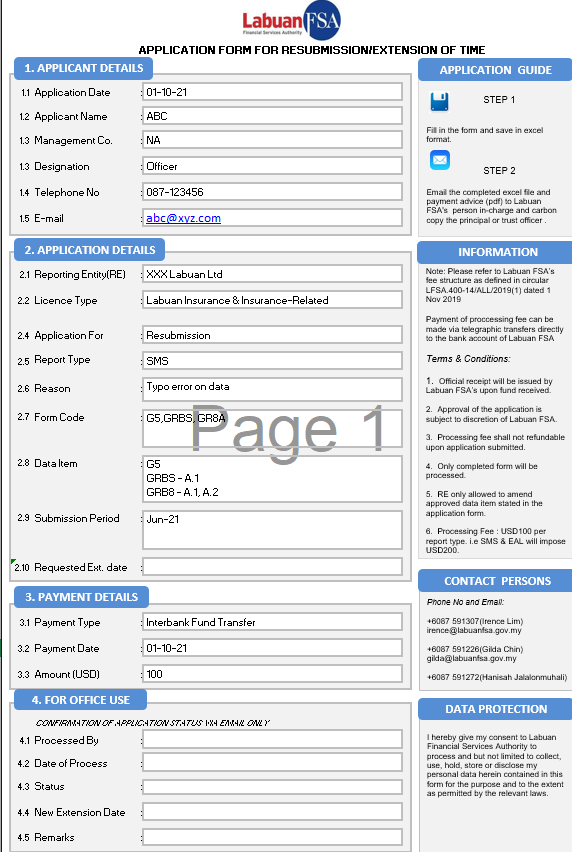 Labuan FSA
Financial Services Authority
APPLICATION FORM FOR RESUBMISSION/EXTENSION OF TIME
1. APPLICANT DETAILS
1.1 Application Date : 01-10-21
1.2 Applicant Name : ABC
1.3 Management Co. : NA
1.3 Designation : Officer
1.4 Telephone No : 087-123456
1.5 E-mail : abc@xyz.com
2. APPLICATION DETAILS
2.1 Reporting Entity(RE) : XXX Labuan Ltd
2.2 Licence Type : Labuan Insurance & Insurance-Related
2.4 Application For : Resubmission
2.5 Report Type : SMS
2.6 Reason : Typo error on data
2.7 Form Code : G5,GRBS,GR8A
2.8 Data Item : G5
GRBS - A.1
GRB8 - A.1, A.2
2.9 Submission Period : Jun-21
2.10 Requested Ext. date :
Page 1
3. PAYMENT DETAILS
3.1 Payment Type : Interbank Fund Transfer
3.2 Payment Date : 01-10-21
3.3 Amount (USD) : 100
4. FOR OFFICE USE
CONFIRMATION OF APPLICATION STATUS VIA EMAIL ONLY
4.1 Processed By :
4.2 Date of Process :
4.3 Status :
4.4 New Extension Date :
4.5 Remarks :
APPLICATION GUIDE
STEP 1
Fill in the form and save in excel
format.
STEP 2
Email the completed excel file and
payment advice (pdf) to Labuan
FSA's person in-charge and carbon
copy the principal or trust officer .
INFORMATION
Note: Please refer to Labuan FSA's
fee structure as defined in circular
LFSA.400-14/ALL/2019(1) dated 1
Nov 2019
Payment of proccessing fee can be
made via telegraphic transfers directly
to the bank account of Labuan FSA
Terms & Conditions:
1. Official receipt will be issued by
Labuan FSA's upon fund received.
2. Approval of the application is
subject to discretion of Labuan FSA.
3. Processing fee shall not refundable
upon application submitted.
4. Only completed form will be
processed.
5. RE only allowed to amend
approved data item stated in the
application form.
6. Processing Fee : USD100 per
report type. i.e SMS & EAL will impose
USD200.
CONTACT PERSONS
Phone No and Email:
+6087 591307(Irence Lim)
irence@labuanfsa.gov.my
+6087 591226(Gilda Chin)
gilda@labuanfsa.gov.my
+6087 591272(Hanisah Jalalonmuhali)
DATA PROTECTION
I hereby give my consent to Labuan
Financial Services Authority to
process and but not limited to collect,
use, hold, store or disclose my
personal data herein contained in this
form for the purpose and to the extent
as permitted by the relevant laws.